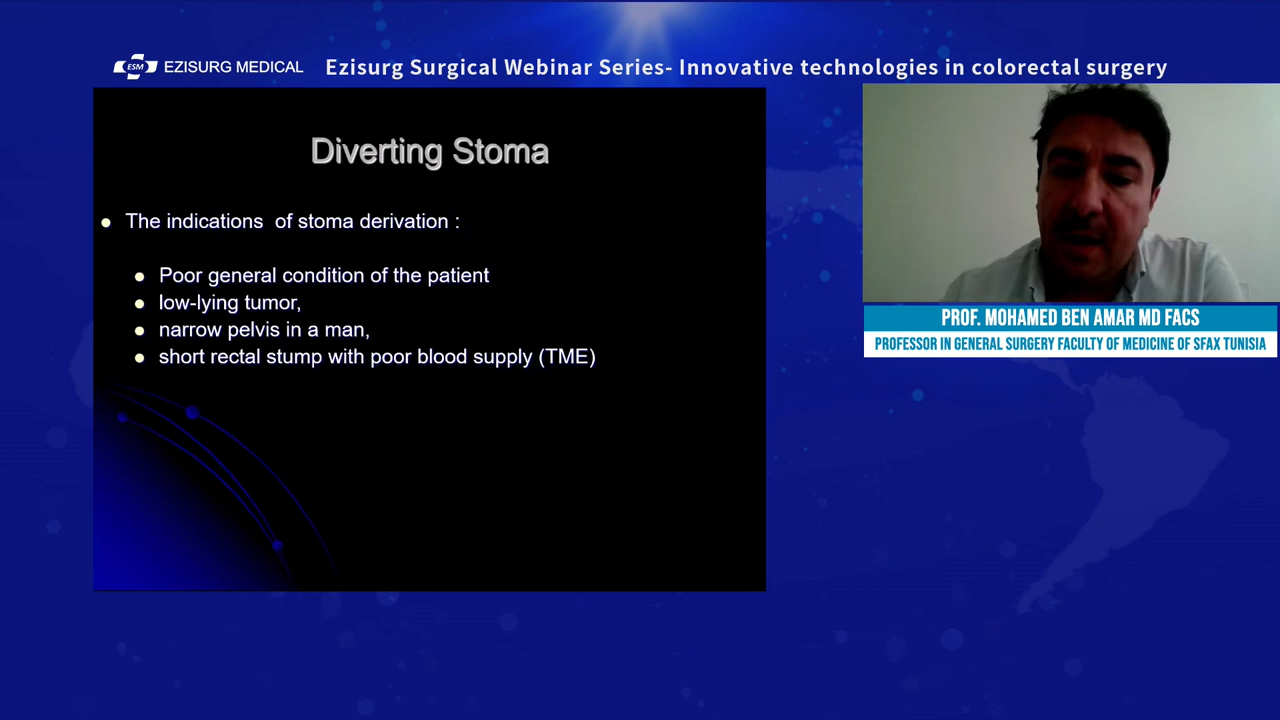 ESM EZISURG MEDICAL
Ezisurg Surgical Webinar Series- Innovative technologies in colorectal surgery
Diverting Stoma
The indications of stoma derivation :
Poor general condition of the patient
low-lying tumor,
narrow pelvis in a man,
short rectal stump with poor blood supply (TME)
PROF. MOHAMED BEN AMAR MD FACS
PROFESSOR IN GENERAL SURGERY FACULTY OF MEDICINE OF SFAX TUNISIA